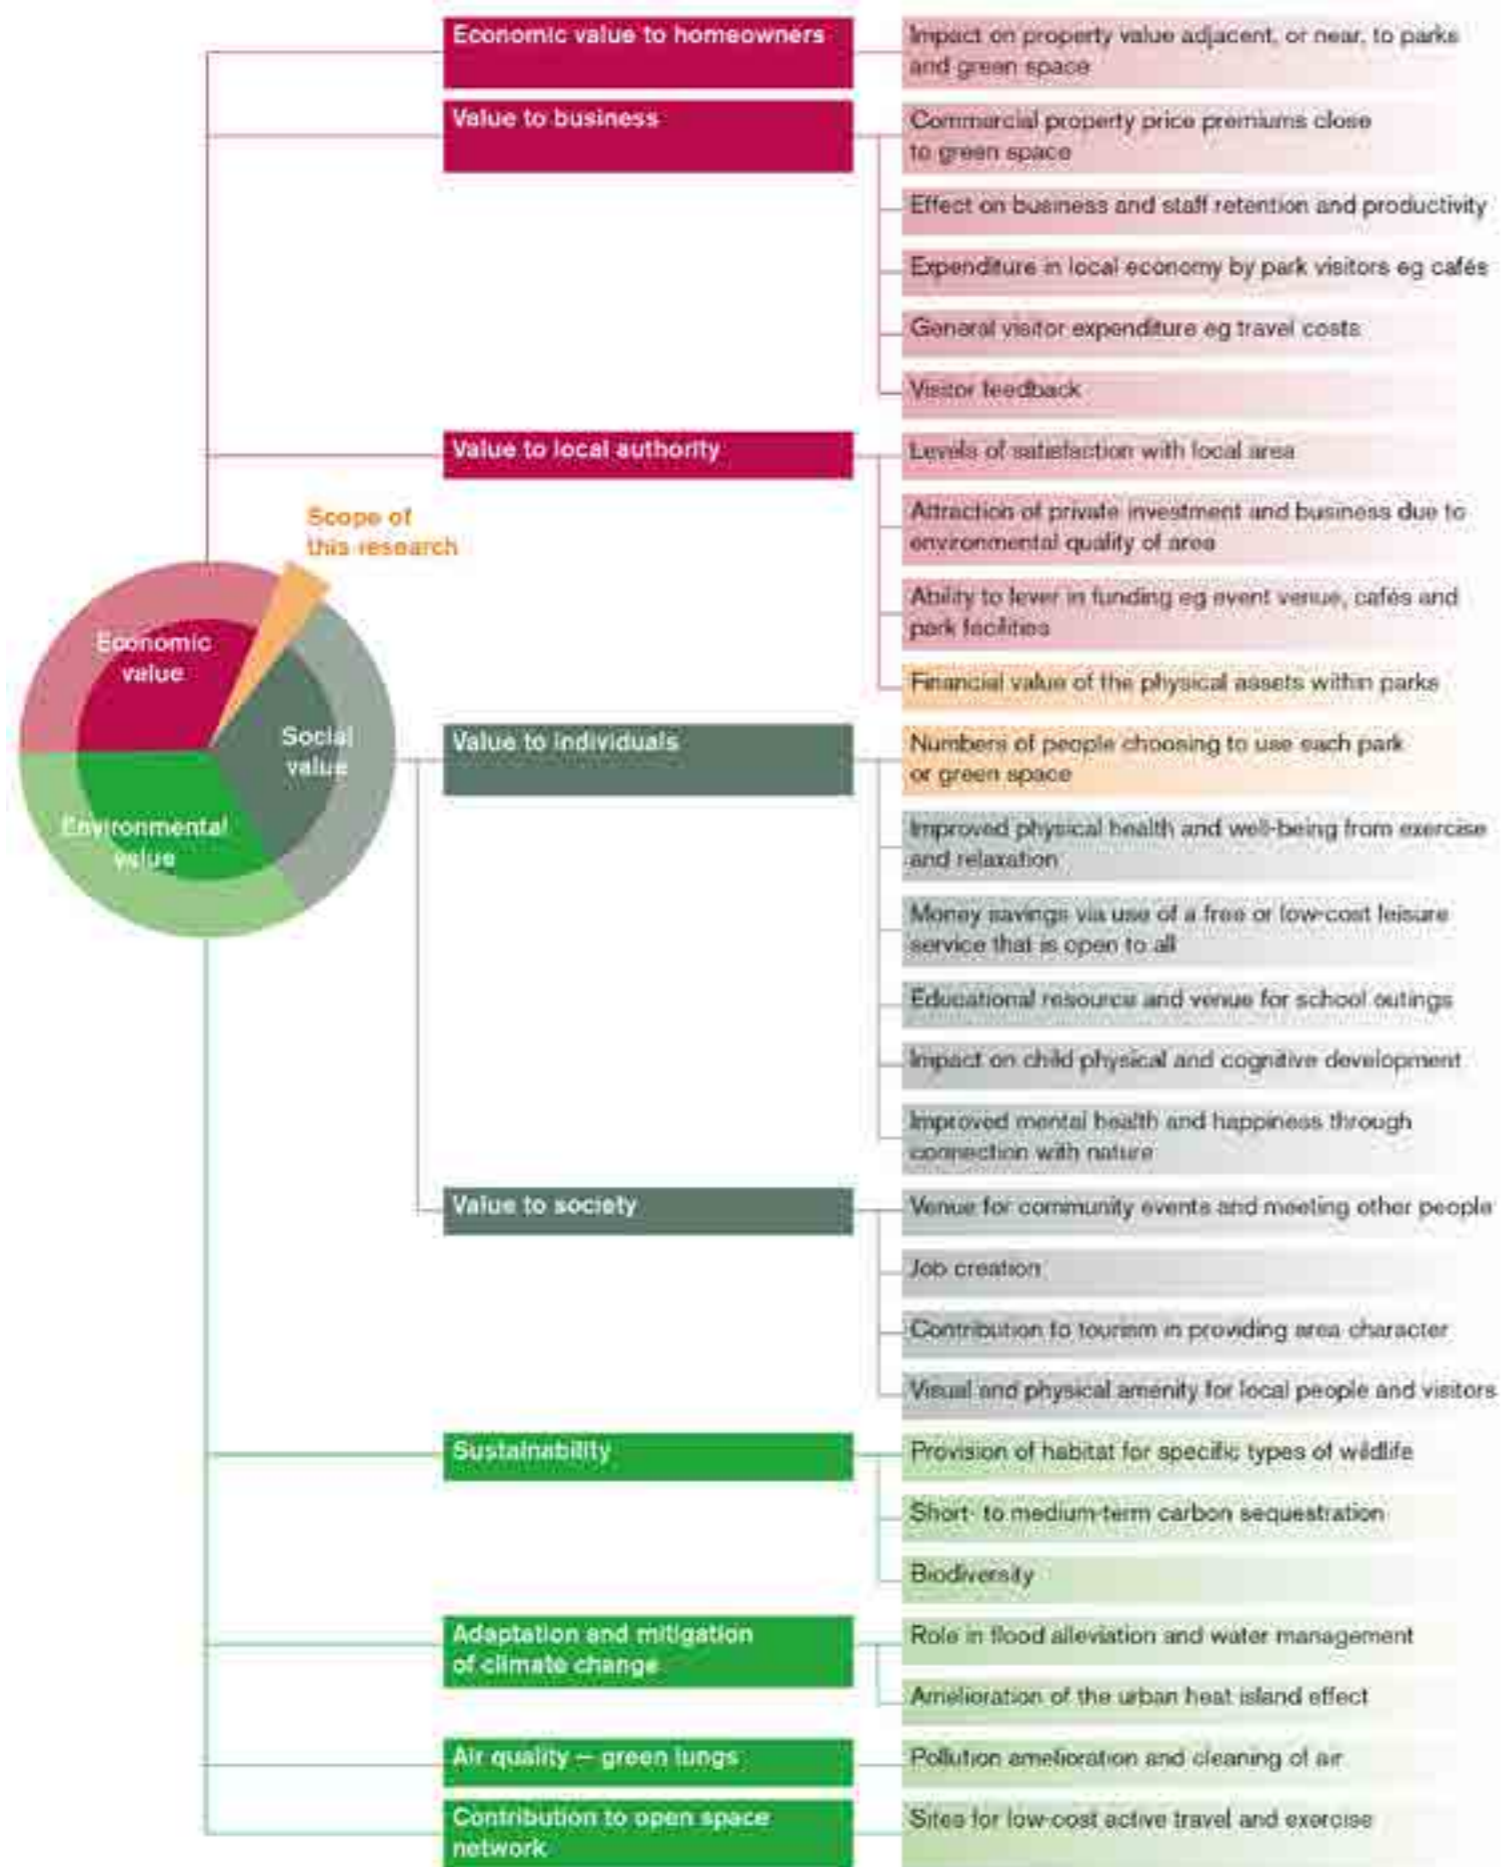 Economic value to homeowners
Impact on property value adjacent, or near, to parks
and green space
Value to business
Commercial property price premiums close
to green space
Effect on business and staff retention and productivity
Expenditure in local economy by park visitors eg cafés
General visitor expenditure eg travel costs
Visitor feedback
Value to local authority
Levels of satisfaction with local area
Attraction of private investment and business due to
environmental quality of area
Ability to lever in funding eg event venue, cafés and
park facilities
Financial value of the physical assets within parks
Scope of
this research
Economic
value
Social
value
Environmental
value
Value to individuals
Numbers of people choosing to use each park
or green space
Improved physical health and well-being from exercise
and relaxation
Money savings via use of a free or low-cost leisure
service that is open to all
Educational resource and venue for school outings
Impact on child physical and cognitive development
Improved mental health and happiness through
connection with nature
Value to society
Venue for community events and meeting other people
Job creation
Contribution to tourism in providing area character
Visual and physical amenity for local people and visitors
Sustainability
Provision of habitat for specific types of wildlife
Short- to medium-term carbon sequestration
Biodiversity
Adaptation and mitigation
of climate change
Role in flood alleviation and water management
Amelioration of the urban heat island effect
Air quality – green lungs
Pollution amelioration and cleaning of air
Contribution to open space
network
Sites for low-cost active travel and exercise